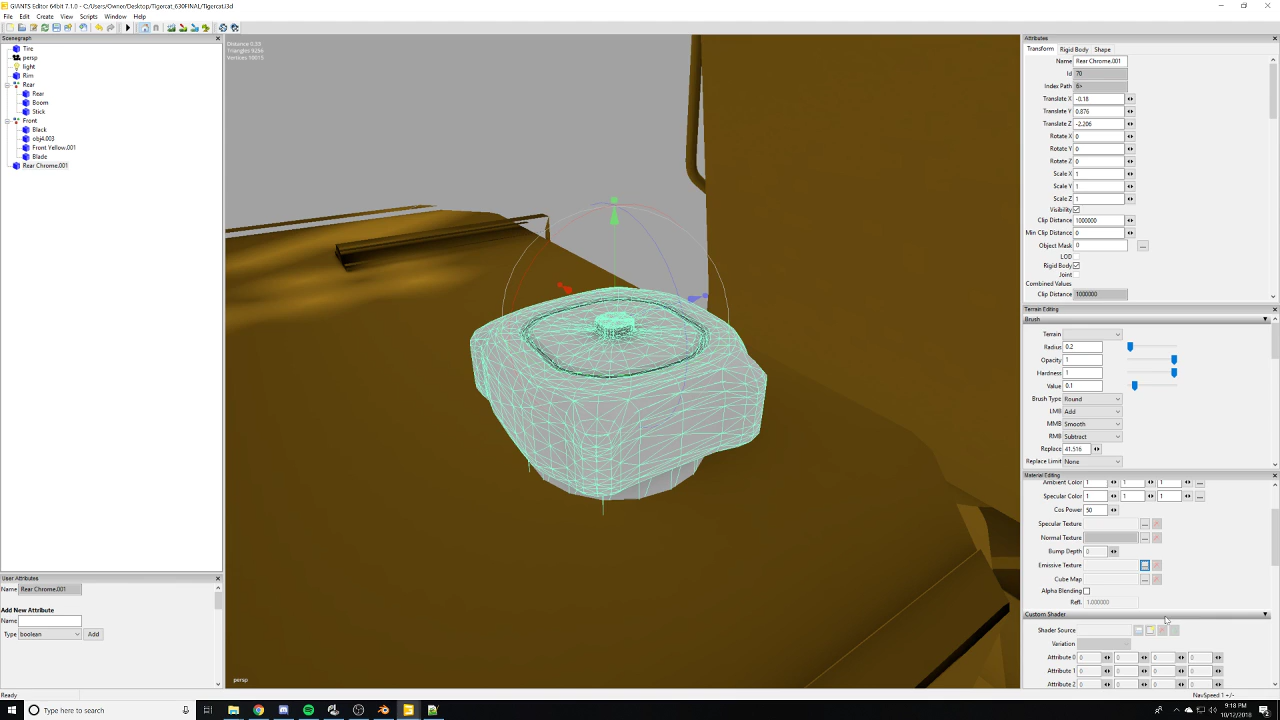 GIANTS Editor 64bit 7.1.0 - C:/Users/Owner/Desktop/Tigercat_630FINAL/Tigercat.i3d
File Edit Create View Scripts Window Help
Scenegraph
Tire
persp
light
Rim
Rear
Rear
Boom
Stick
Front
Black
obj4.003
Front Yellow.001
Blade
Rear Chrome.001
User Attributes
Name Rear Chrome.001
Add New Attribute
Name
Type boolean Add
Distance 0.33
Triangles 9266
Vertices 10015
persp
Attributes
Transform Rigid Body Shape
Name Rear Chrome.001
Id 70
Index Path 6>
Translate X -0.18
Translate Y 0.876
Translate Z -2.206
Rotate X 0
Rotate Y 0
Rotate Z 0
Scale X 1
Scale Y 1
Scale Z 1
Visibility
Clip Distance 1000000
Min Clip Distance 0
Object Mask 0 ...
LOD
Rigid Body
Joint
Combined Values
Clip Distance 1000000
Terrain Editing
Brush
Terrain
Radius 0.2
Opacity 1
Hardness 1
Value 0.1
Brush Type Round
LMB Add
MMB Smooth
RMB Subtract
Replace 41.516
Replace Limit None
Material Editing
Ambient Color 1 1 1 ...
Specular Color 1 1 1 ...
Cos Power 50
Specular Texture ...
Normal Texture ...
Bump Depth 0
Emissive Texture ...
Cube Map ...
Alpha Blending
Refl. 1.000000
Custom Shader
Shader Source
Variation
Attribute 0 0 0 0 0
Attribute 1 0 0 0 0
Attribute 2 0 0 0 0
Ready
NavSpeed 1 +/-
Type here to search
9:18 PM
10/12/2018